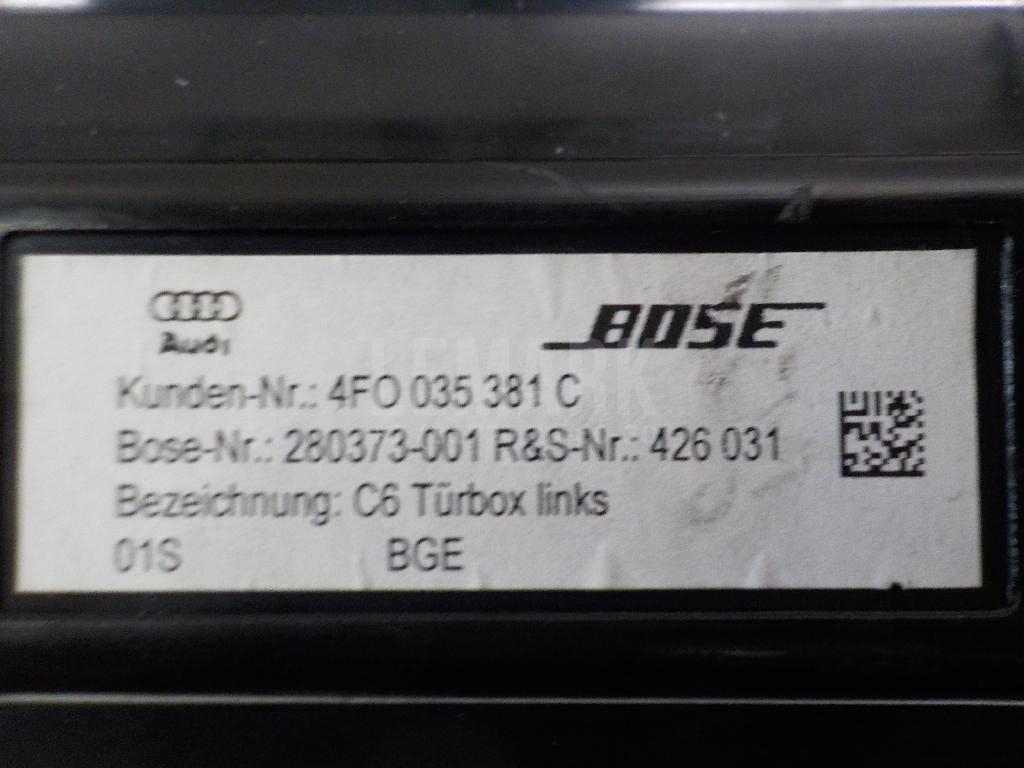 Audi
BOSE
Kunden-Nr.: 4FO 035 381 C
Bose-Nr.: 280373-001 R&S-Nr.: 426 031
Bezeichnung: C6 Türbox links
01S BGE
LEMARK